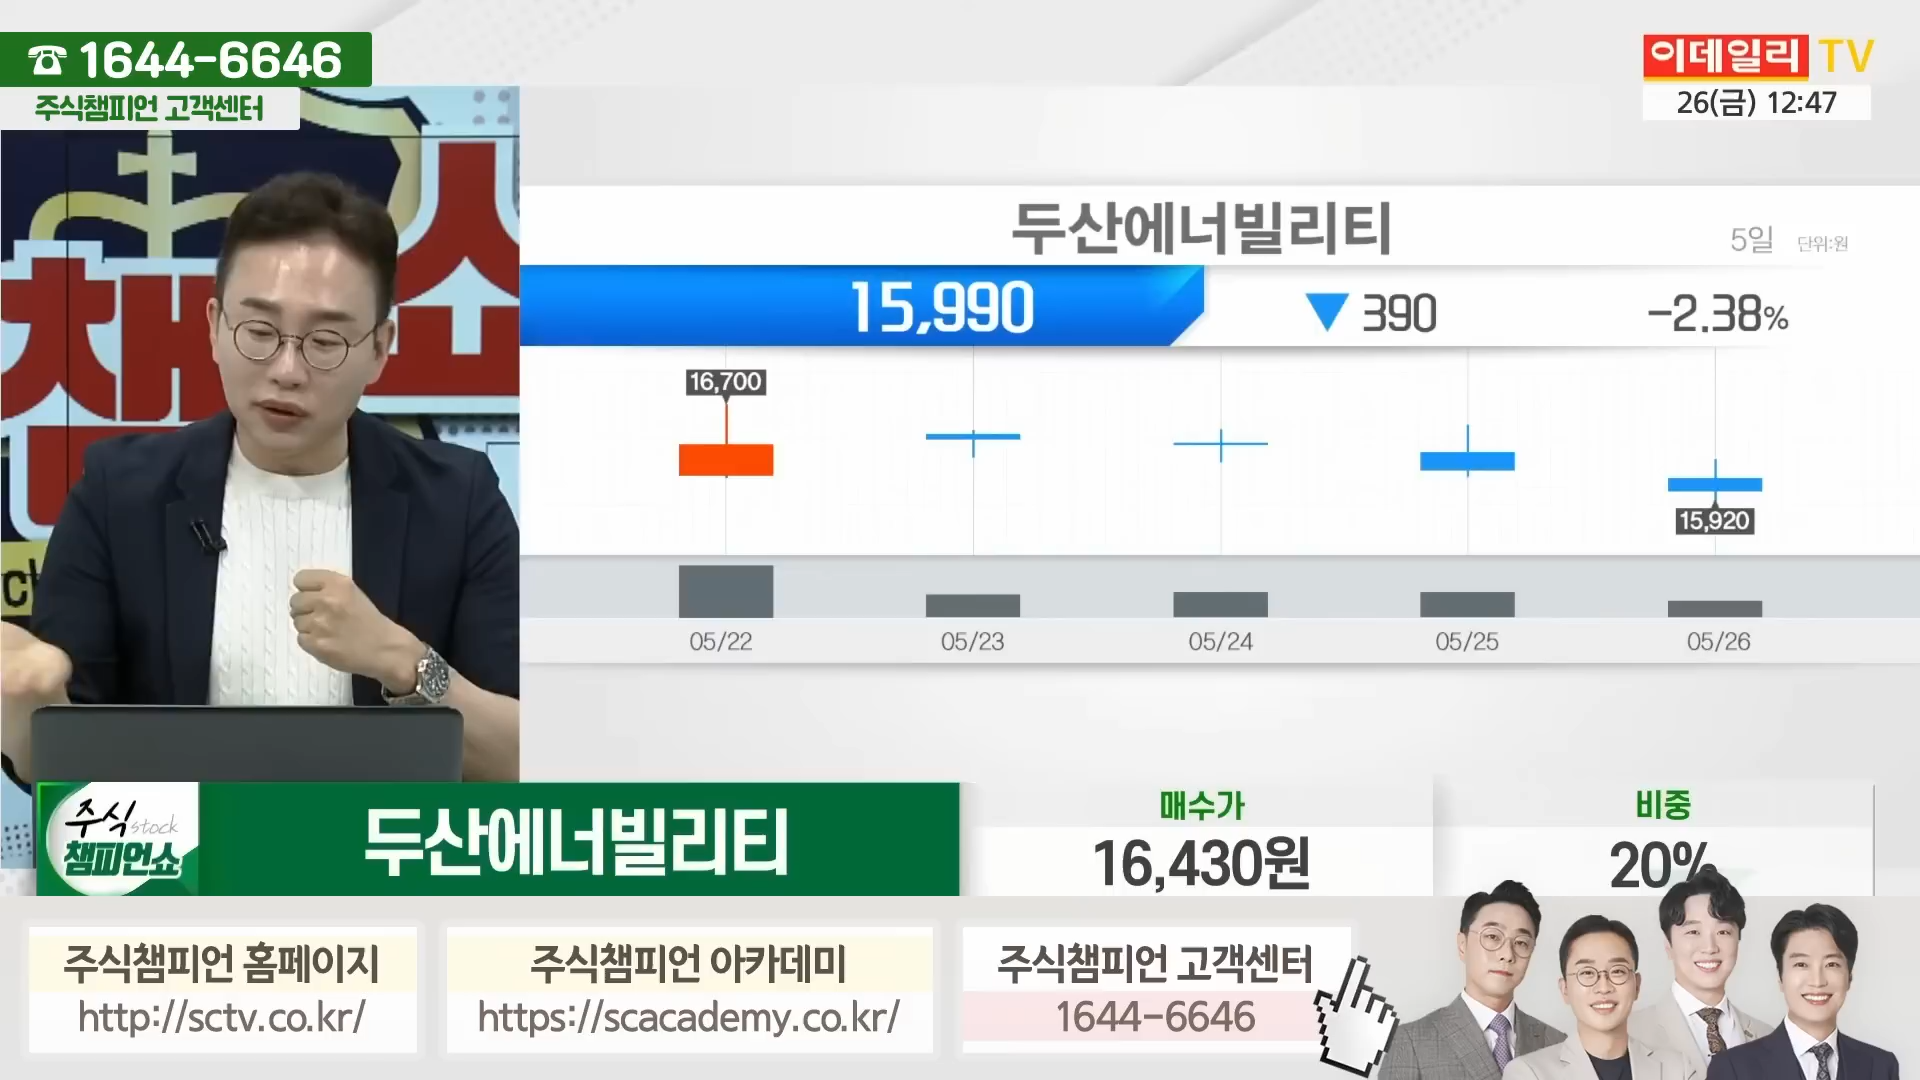 ☎ 1644-6646
주식챔피언 고객센터
이데일리 TV
26(금) 12:47
두산에너빌리티
5일 단위:원
15,990 ▼ 390 -2.38%
16,700
15,920
05/22 05/23 05/24 05/25 05/26
주식 stock
챔피언쇼
두산에너빌리티
매수가
16,430원
비중
20%
주식챔피언 홈페이지
http://sctv.co.kr/
주식챔피언 아카데미
https://scacademy.co.kr/
주식챔피언 고객센터
1644-6646